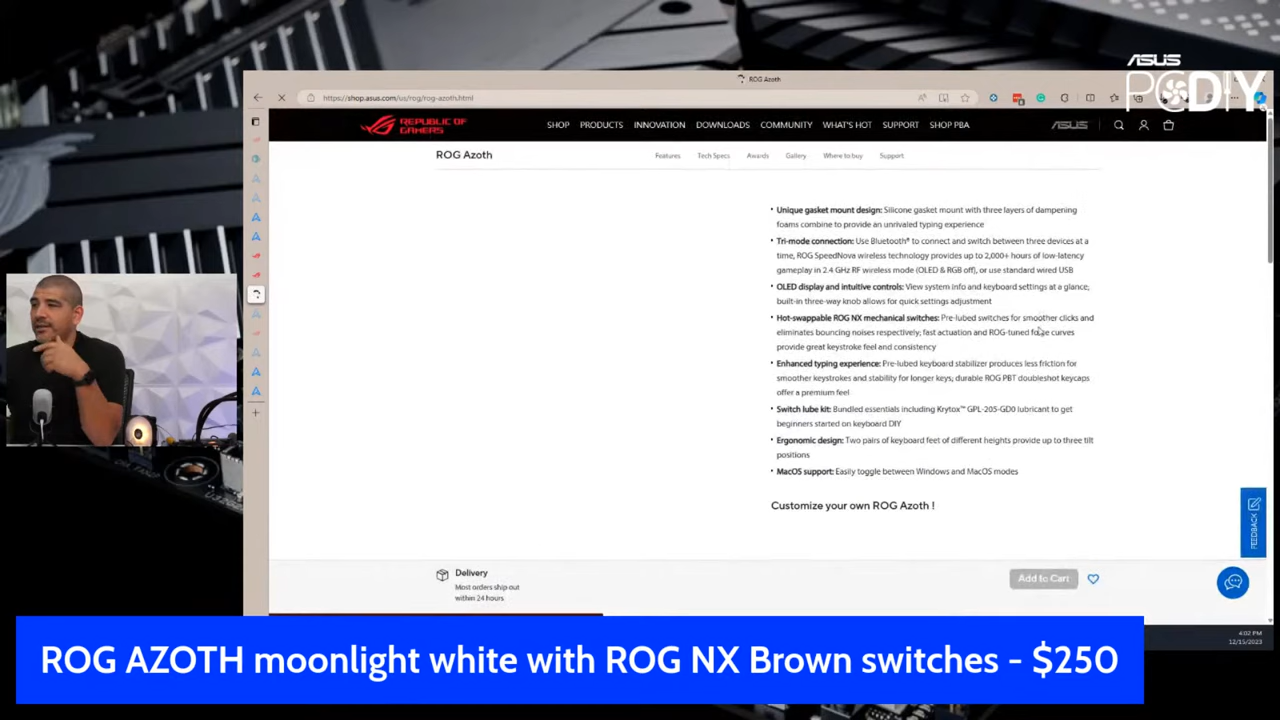 ASUS
PCDIY
ROG Azoth
https://shop.asus.com/us/rog/rog-azoth.html
REPUBLIC OF
GAMERS
SHOP PRODUCTS INNOVATION DOWNLOADS COMMUNITY WHAT'S HOT SUPPORT SHOP PBA
ASUS
ROG Azoth
Features Tech Specs Awards Gallery Where to buy Support
• Unique gasket mount design: Silicone gasket mount with three layers of dampening
foams combine to provide an unrivaled typing experience
• Tri-mode connection: Use Bluetooth® to connect and switch between three devices at a
time, ROG SpeedNova wireless technology provides up to 2,000+ hours of low-latency
gameplay in 2.4 GHz RF wireless mode (OLED & RGB off), or use standard wired USB
• OLED display and intuitive controls: View system info and keyboard settings at a glance;
built-in three-way knob allows for quick settings adjustment
• Hot-swappable ROG NX mechanical switches: Pre-lubed switches for smoother clicks and
eliminates bouncing noises respectively; fast actuation and ROG-tuned force curves
provide great keystroke feel and consistency
• Enhanced typing experience: Pre-lubed keyboard stabilizer produces less friction for
smoother keystrokes and stability for longer keys; durable ROG PBT doubleshot keycaps
offer a premium feel
• Switch lube kit: Bundled essentials including Krytox™ GPL-205-GD0 lubricant to get
beginners started on keyboard DIY
• Ergonomic design: Two pairs of keyboard feet of different heights provide up to three tilt
positions
• MacOS support: Easily toggle between Windows and MacOS modes
Customize your own ROG Azoth !
FEEDBACK
Delivery
Most orders ship out
within 24 hours
Add to Cart
4:02 PM
12/15/2023
ROG AZOTH moonlight white with ROG NX Brown switches - $250